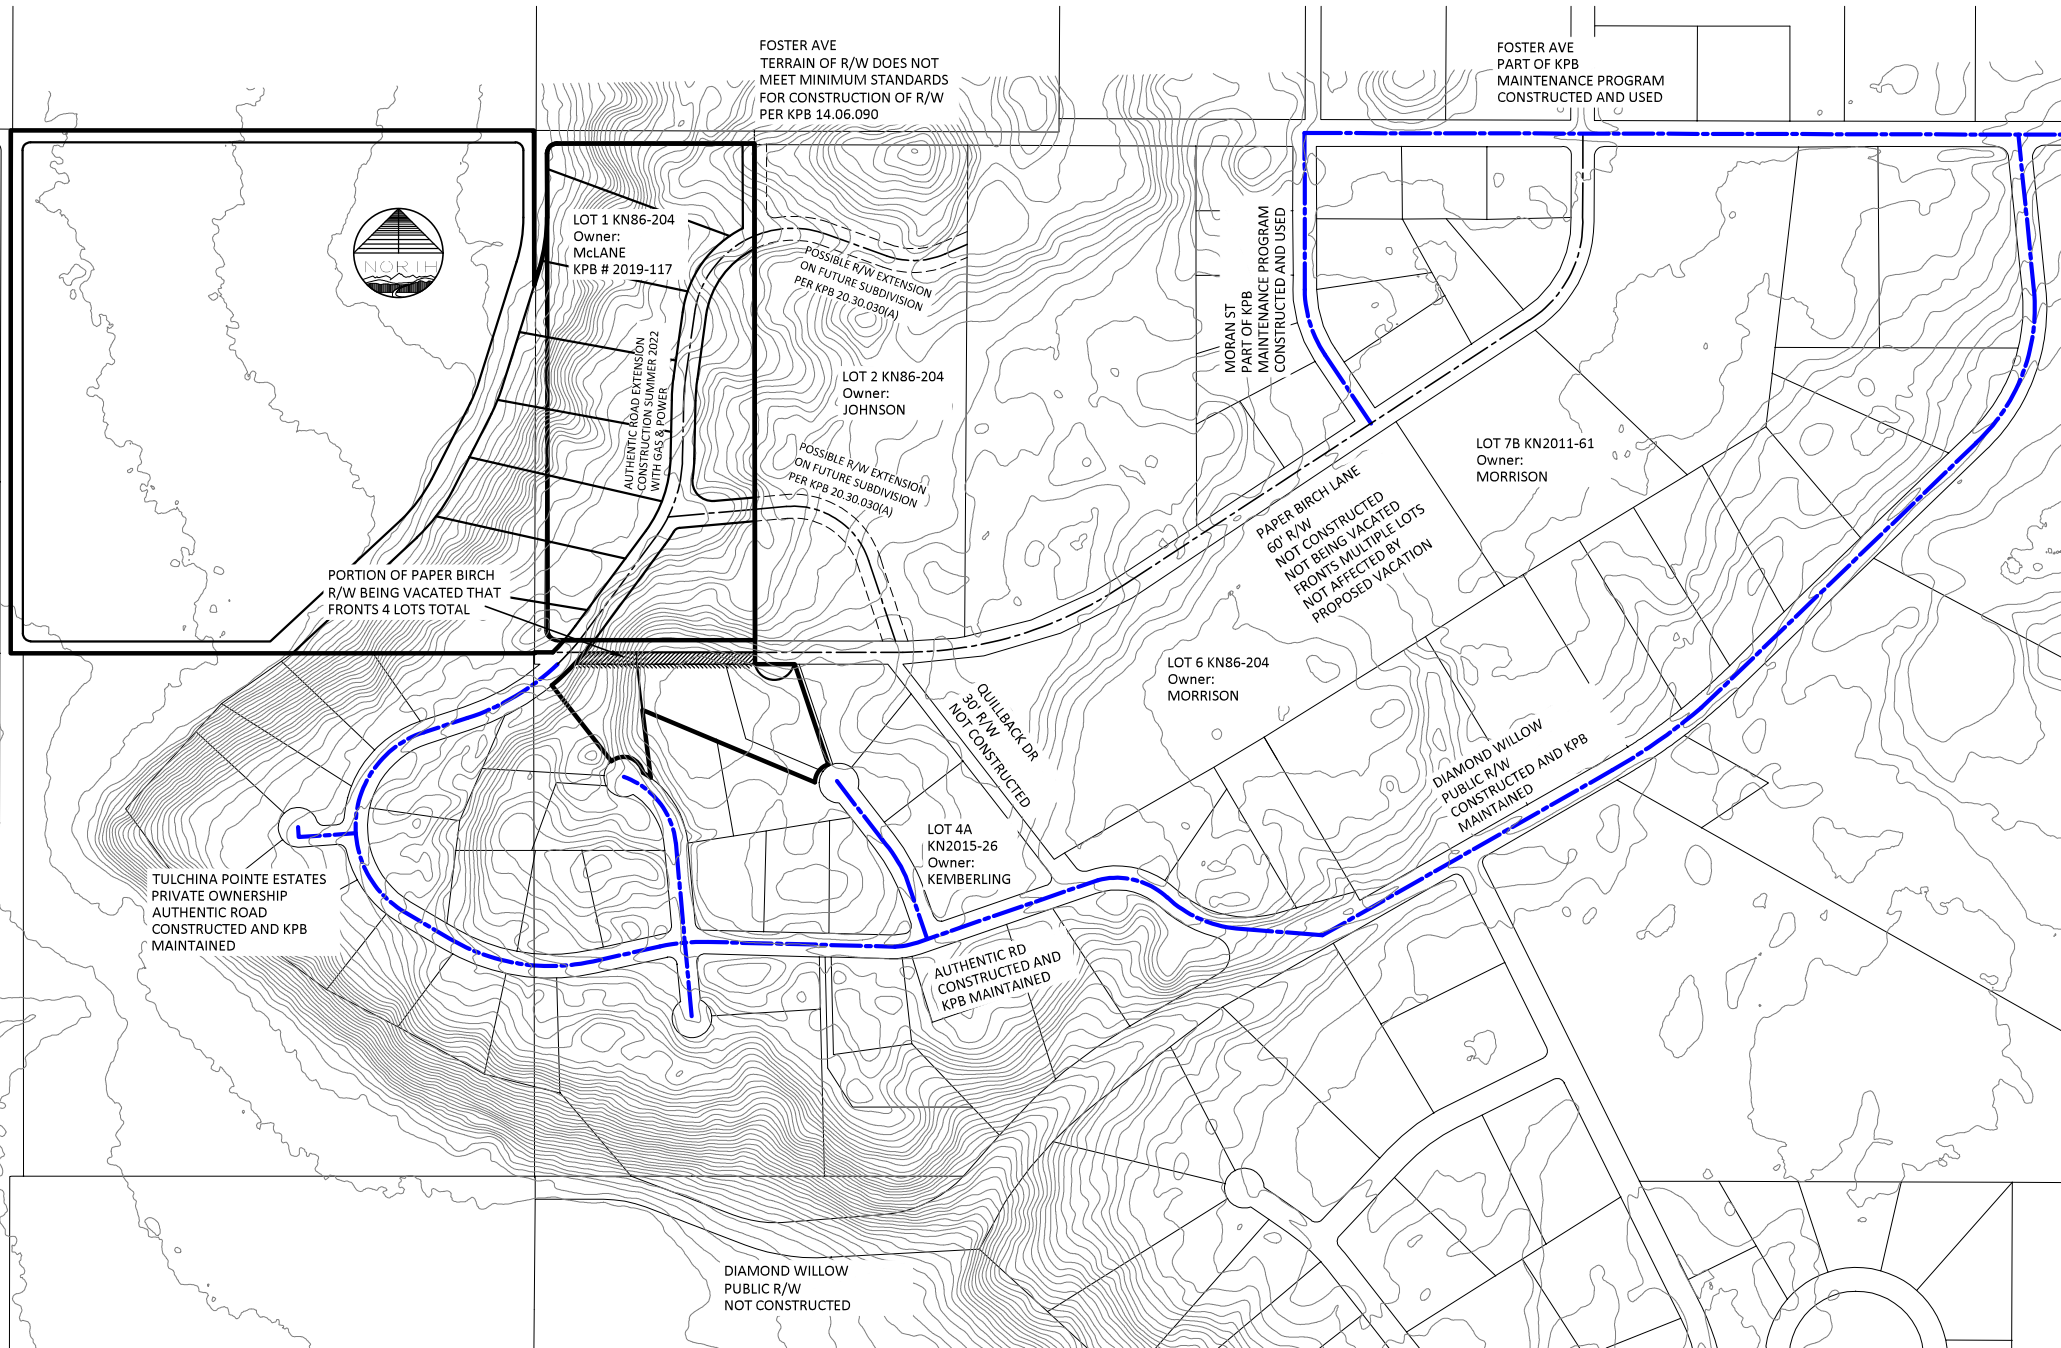 FOSTER AVE
TERRAIN OF R/W DOES NOT
MEET MINIMUM STANDARDS
FOR CONSTRUCTION OF R/W
PER KPB 14.06.090
FOSTER AVE
PART OF KPB
MAINTENANCE PROGRAM
CONSTRUCTED AND USED
NORTH
LOT 1 KN86-204
Owner:
McLANE
KPB # 2019-117
POSSIBLE R/W EXTENSION
ON FUTURE SUBDIVISION
PER KPB 20.30.030(A)
MORAN ST
PART OF KPB
MAINTENANCE PROGRAM
CONSTRUCTED AND USED
AUTHENTIC ROAD EXTENSION
CONSTRUCTION SUMMER 2022
WITH GAS & POWER
LOT 2 KN86-204
Owner:
JOHNSON
POSSIBLE R/W EXTENSION
ON FUTURE SUBDIVISION
PER KPB 20.30.030(A)
LOT 7B KN2011-61
Owner:
MORRISON
PAPER BIRCH LANE
60' R/W
NOT CONSTRUCTED
NOT BEING VACATED
FRONTS MULTIPLE LOTS
NOT AFFECTED BY
PROPOSED VACATION
PORTION OF PAPER BIRCH
R/W BEING VACATED THAT
FRONTS 4 LOTS TOTAL
LOT 6 KN86-204
Owner:
MORRISON
QUILLBACK DR
30' R/W
NOT CONSTRUCTED
DIAMOND WILLOW
PUBLIC R/W
CONSTRUCTED AND KPB
MAINTAINED
LOT 4A
KN2015-26
Owner:
KEMBERLING
TULCHINA POINTE ESTATES
PRIVATE OWNERSHIP
AUTHENTIC ROAD
CONSTRUCTED AND KPB
MAINTAINED
AUTHENTIC RD
CONSTRUCTED AND
KPB MAINTAINED
DIAMOND WILLOW
PUBLIC R/W
NOT CONSTRUCTED